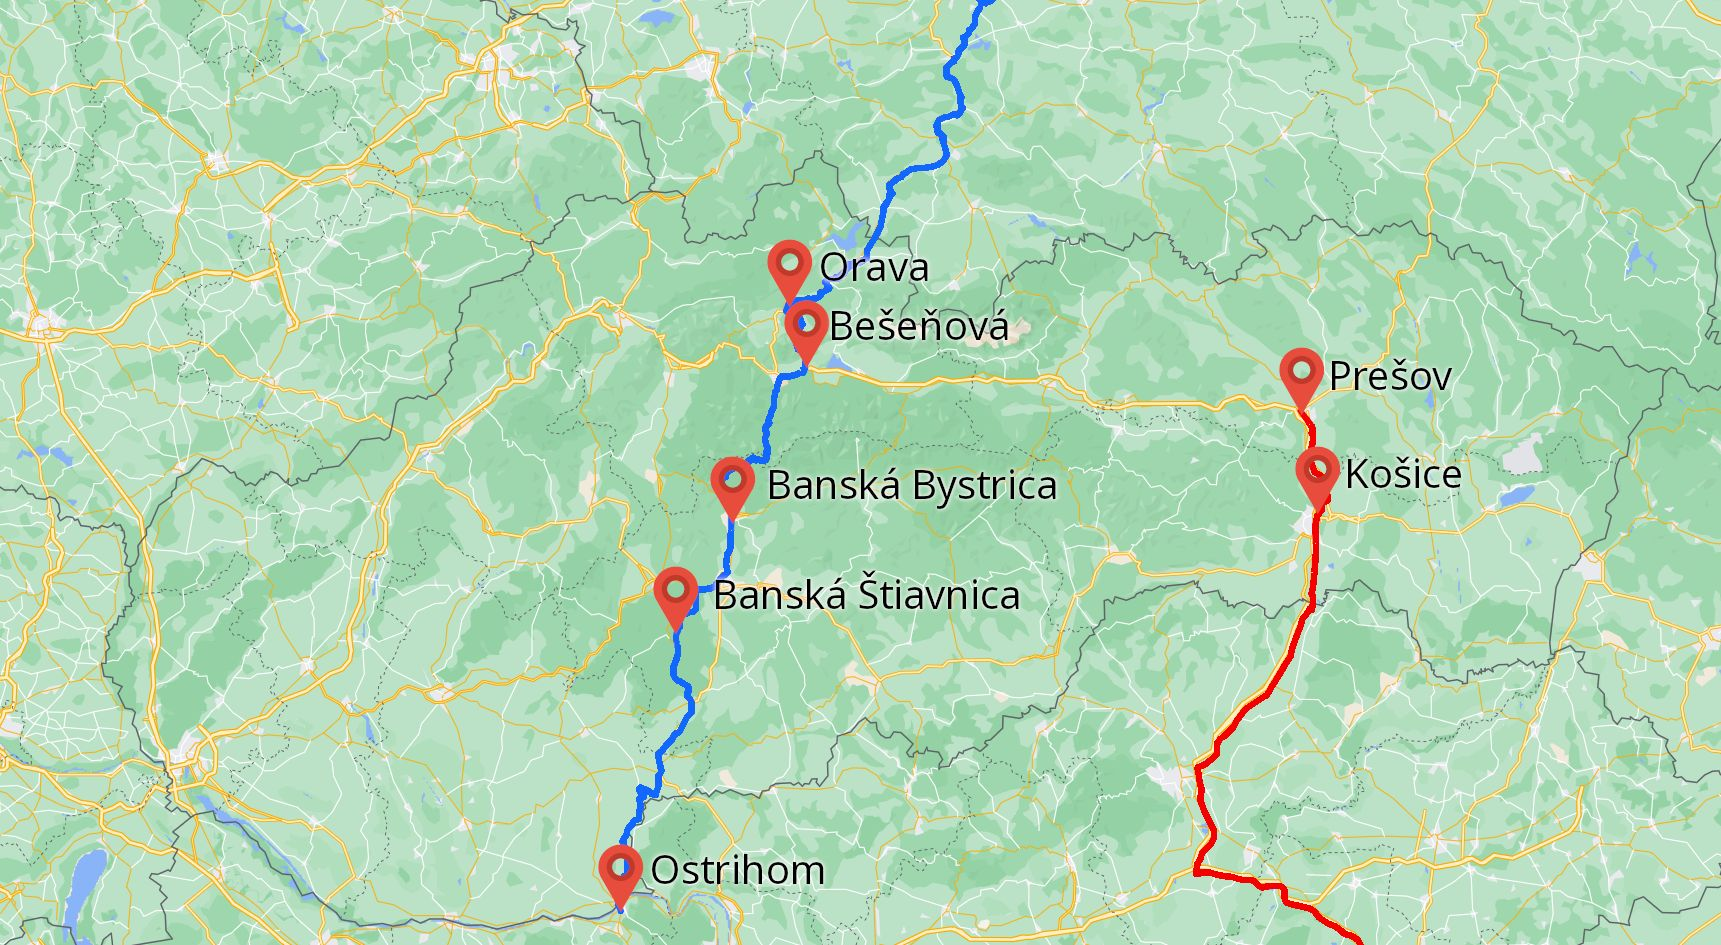 Orava
Bešeňová
Prešov
Košice
Banská Bystrica
Banská Štiavnica
Ostrihom